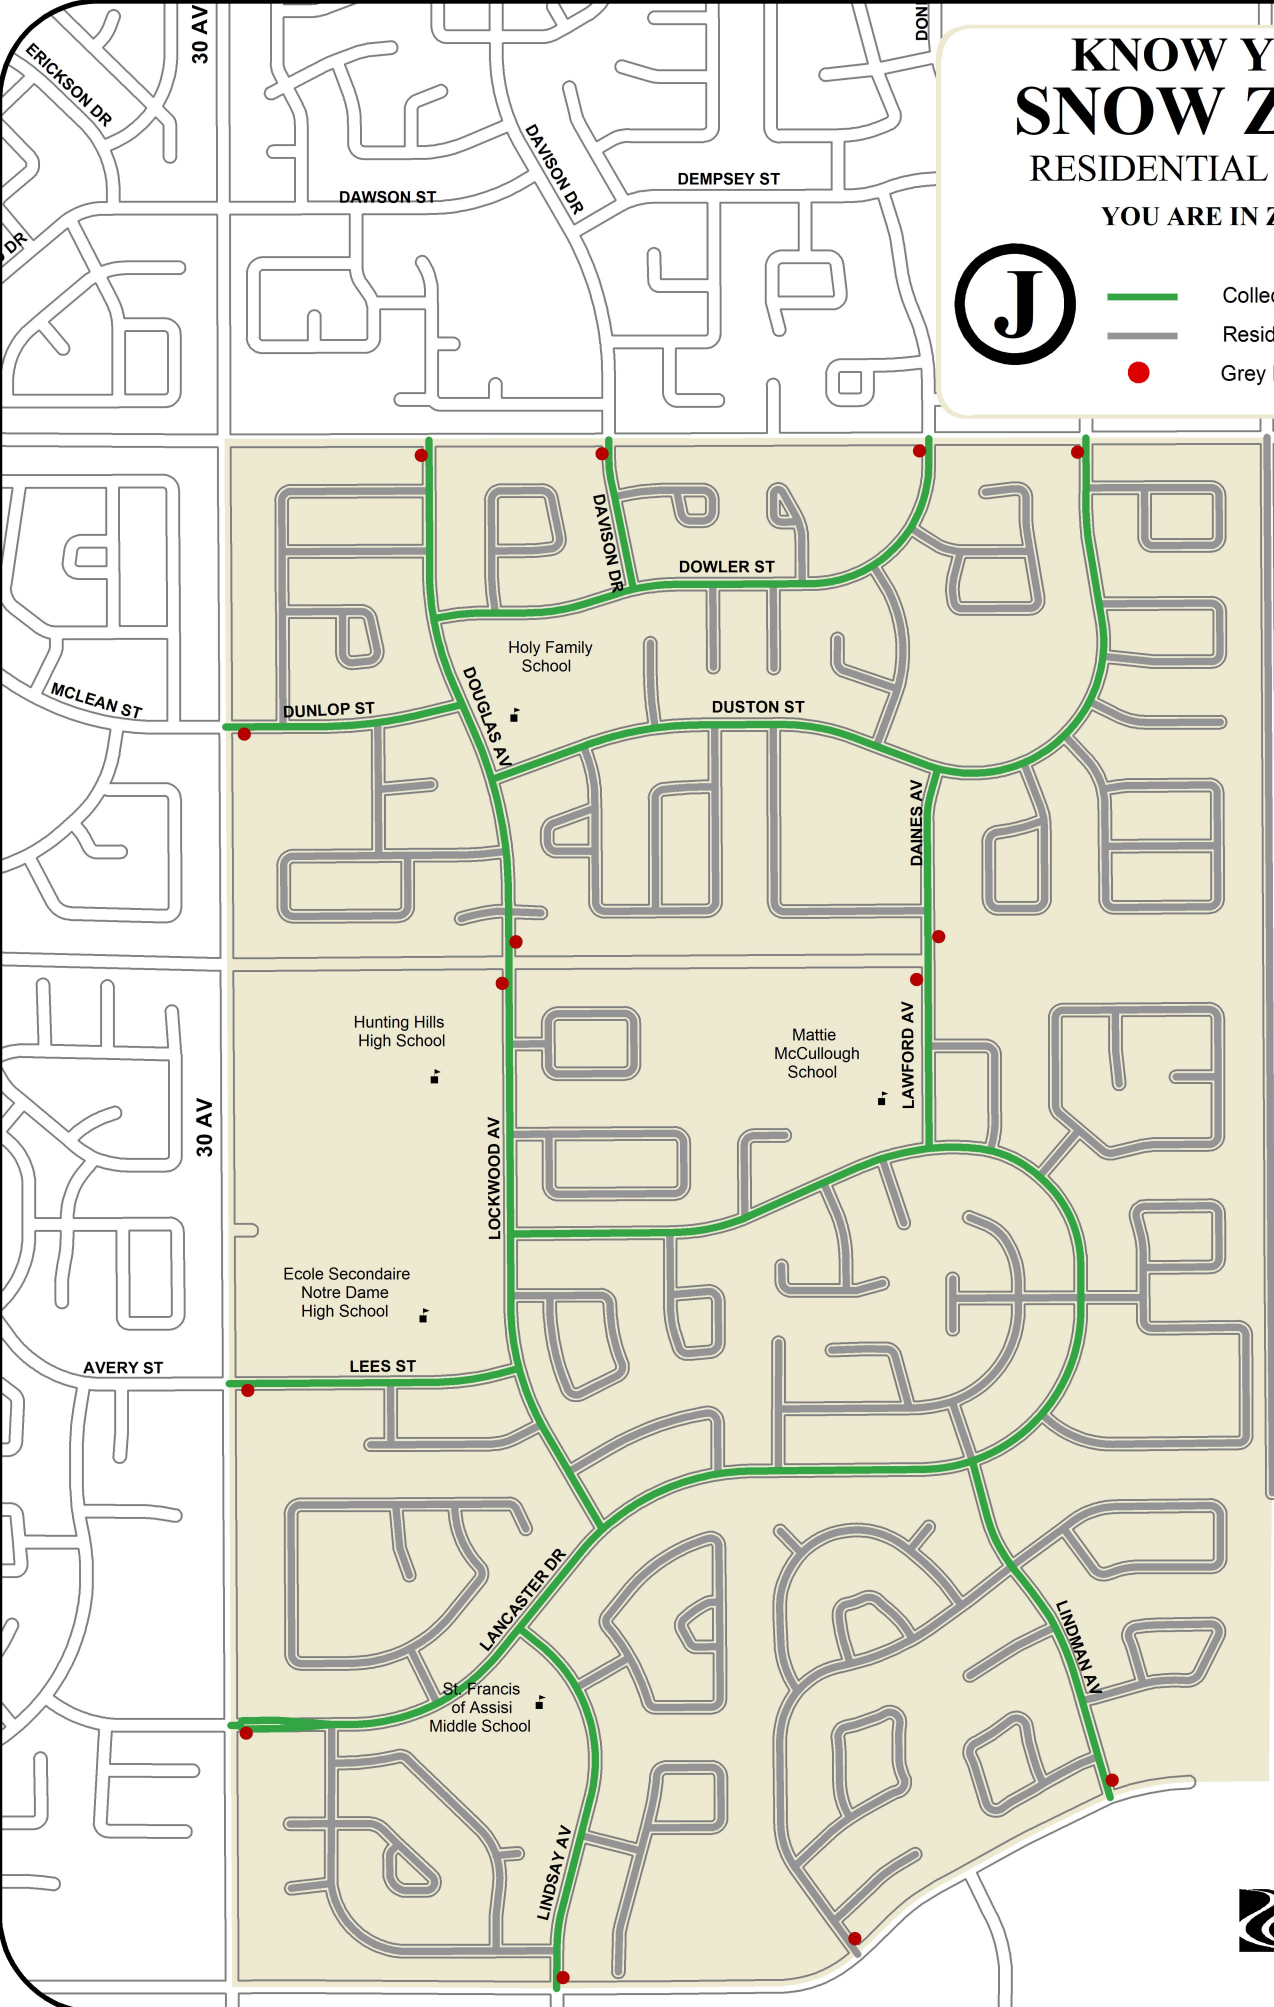 30 AV
ERICKSON DR
DAVISON DR
DAWSON ST
DEMPSEY ST
DR
KNOW Y
SNOW Z
RESIDENTIAL
YOU ARE IN Z
J
Collec
Resid
Grey
DAVISON DR
DOWLER ST
Holy Family
School
MCLEAN ST
DUNLOP ST
DOUGLAS AV
DUSTON ST
DAINES AV
Hunting Hills
High School
Mattie
McCullough
School
LAWFORD AV
30 AV
LOCKWOOD AV
Ecole Secondaire
Notre Dame
High School
AVERY ST
LEES ST
LANCASTER DR
LINDMAN AV
St. Francis
of Assisi
Middle School
LINDSAY AV